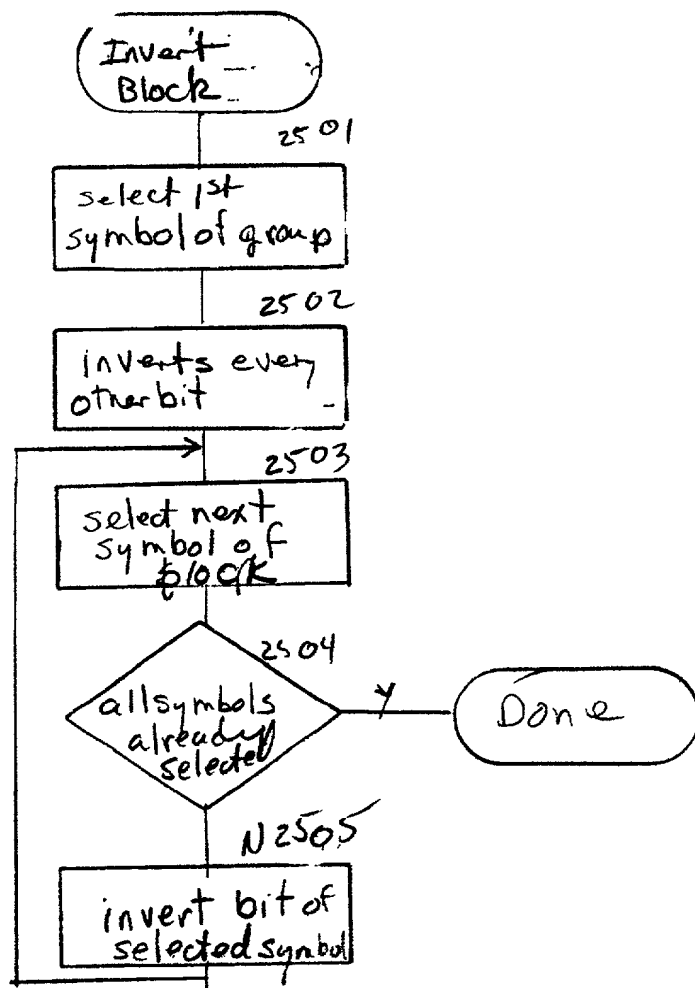 Invert
Block
2501
select 1st
symbol of group
2502
inverts every
other bit
2503
select next
symbol of
block
2504
all symbols
already
selected
Y
Done
N 2505
invert bit of
selected symbol